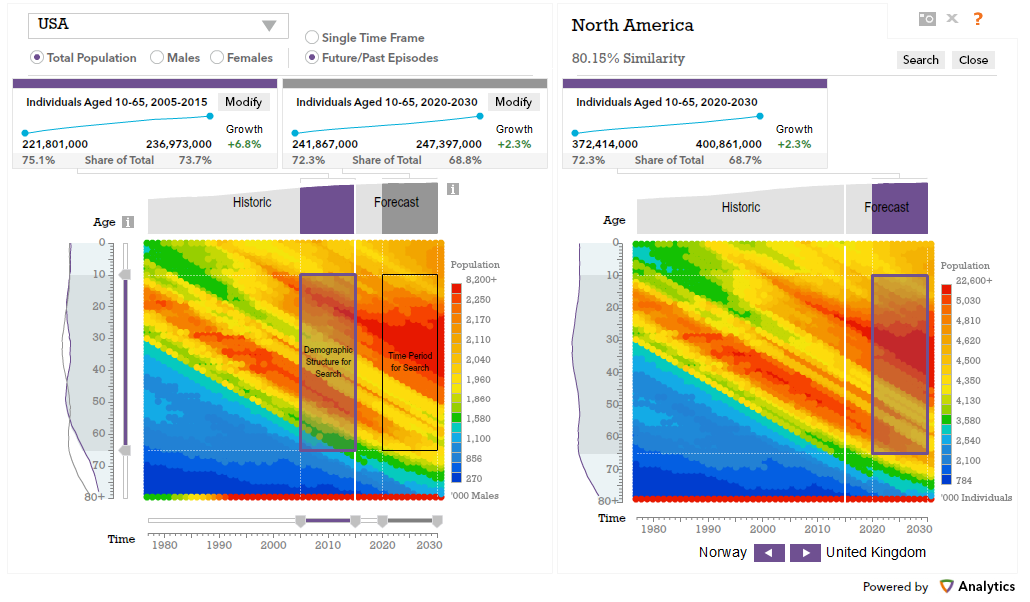 USA
Total Population Males Females
Single Time Frame
Future/Past Episodes
Individuals Aged 10-65, 2005-2015 Modify
Growth
221,801,000 236,973,000 +6.8%
75.1% Share of Total 73.7%
Individuals Aged 10-65, 2020-2030 Modify
Growth
241,867,000 247,397,000 +2.3%
72.3% Share of Total 68.8%
Historic Forecast
i
Age i
0
10
20
30
40
50
60
70
80+
Demographic
Structure for
Search
Time Period
for Search
Population
8,200+
2,250
2,170
2,110
2,040
1,960
1,860
1,580
1,100
856
270
'000 Males
Time
1980 1990 2000 2010 2020 2030
North America
?
80.15% Similarity
Search Close
Individuals Aged 10-65, 2020-2030
Growth
372,414,000 400,861,000 +2.3%
72.3% Share of Total 68.7%
Historic Forecast
Age
0
10
20
30
40
50
60
70
80+
Population
22,600+
5,030
4,810
4,620
4,500
4,350
4,130
3,580
2,840
2,100
784
'000 Individuals
Time
1980 1990 2000 2010 2020 2030
Norway United Kingdom
Powered by Analytics